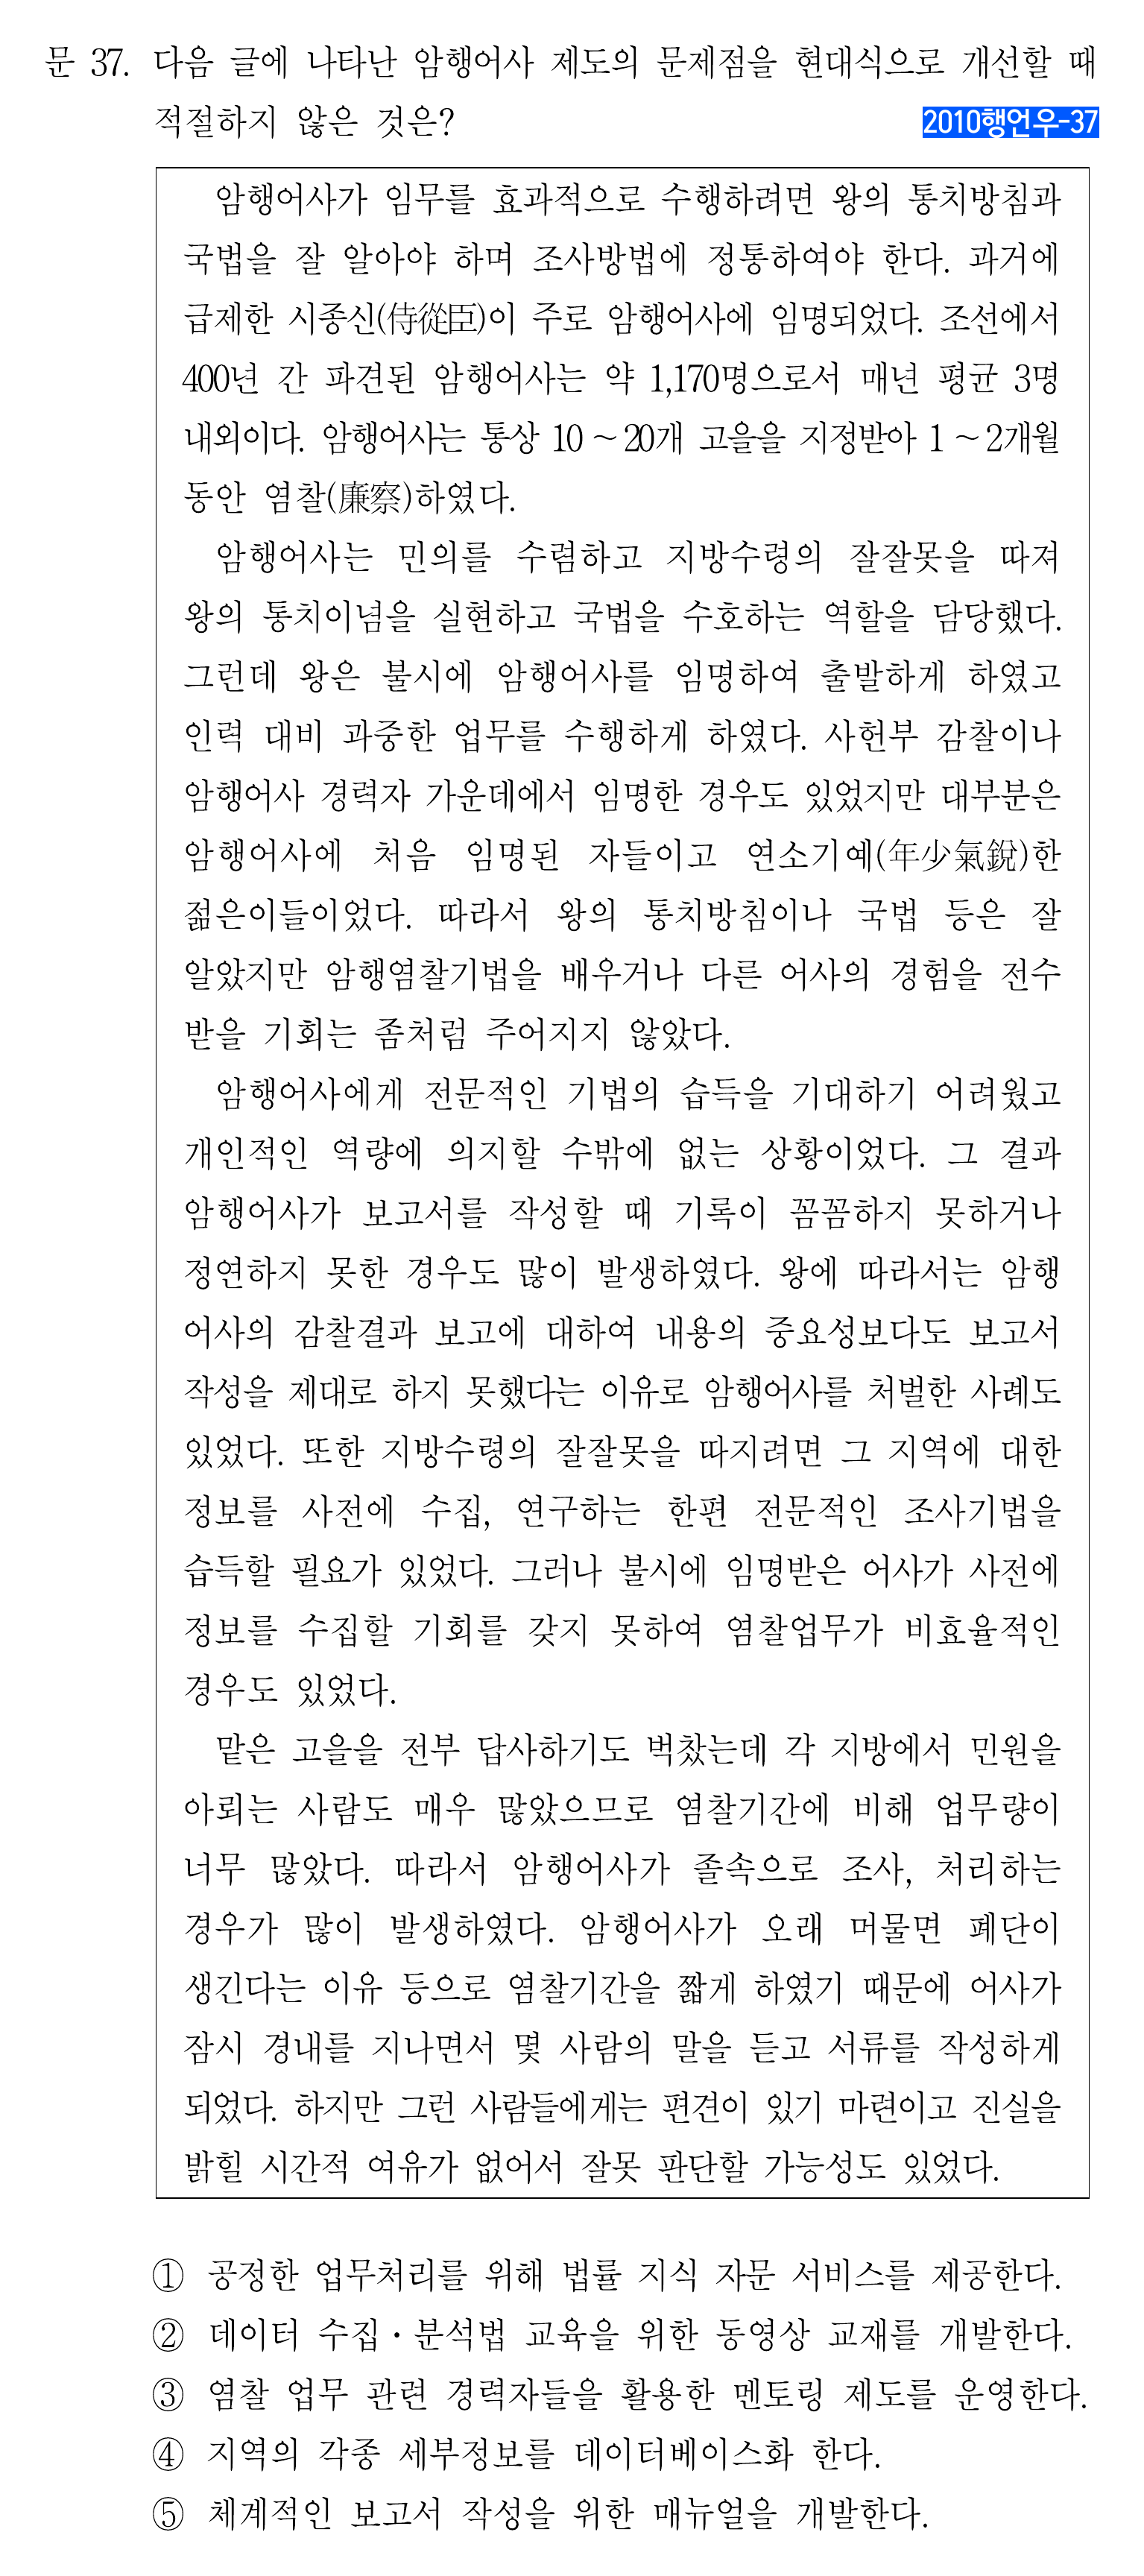 문 37. 다음 글에 나타난 암행어사 제도의 문제점을 현대식으로 개선할 때
적절하지 않은 것은?
2010행언우-37
암행어사가 임무를 효과적으로 수행하려면 왕의 통치방침과
국법을 잘 알아야 하며 조사방법에 정통하여야 한다. 과거에
급제한 시종신(侍從臣)이 주로 암행어사에 임명되었다. 조선에서
400년 간 파견된 암행어사는 약 1,170명으로서 매년 평균 3명
내외이다. 암행어사는 통상 10 ~ 20개 고을을 지정받아 1 ~ 2개월
동안 염찰(廉察)하였다.
암행어사는 민의를 수렴하고 지방수령의 잘잘못을 따져
왕의 통치이념을 실현하고 국법을 수호하는 역할을 담당했다.
그런데 왕은 불시에 암행어사를 임명하여 출발하게 하였고
인력 대비 과중한 업무를 수행하게 하였다. 사헌부 감찰이나
암행어사 경력자 가운데에서 임명한 경우도 있었지만 대부분은
암행어사에 처음 임명된 자들이고 연소기예(年少氣銳)한
젊은이들이었다. 따라서 왕의 통치방침이나 국법 등은 잘
알았지만 암행염찰기법을 배우거나 다른 어사의 경험을 전수
받을 기회는 좀처럼 주어지지 않았다.
암행어사에게 전문적인 기법의 습득을 기대하기 어려웠고
개인적인 역량에 의지할 수밖에 없는 상황이었다. 그 결과
암행어사가 보고서를 작성할 때 기록이 꼼꼼하지 못하거나
정연하지 못한 경우도 많이 발생하였다. 왕에 따라서는 암행
어사의 감찰결과 보고에 대하여 내용의 중요성보다도 보고서
작성을 제대로 하지 못했다는 이유로 암행어사를 처벌한 사례도
있었다. 또한 지방수령의 잘잘못을 따지려면 그 지역에 대한
정보를 사전에 수집, 연구하는 한편 전문적인 조사기법을
습득할 필요가 있었다. 그러나 불시에 임명받은 어사가 사전에
정보를 수집할 기회를 갖지 못하여 염찰업무가 비효율적인
경우도 있었다.
맡은 고을을 전부 답사하기도 벅찼는데 각 지방에서 민원을
아뢰는 사람도 매우 많았으므로 염찰기간에 비해 업무량이
너무 많았다. 따라서 암행어사가 졸속으로 조사, 처리하는
경우가 많이 발생하였다. 암행어사가 오래 머물면 폐단이
생긴다는 이유 등으로 염찰기간을 짧게 하였기 때문에 어사가
잠시 경내를 지나면서 몇 사람의 말을 듣고 서류를 작성하게
되었다. 하지만 그런 사람들에게는 편견이 있기 마련이고 진실을
밝힐 시간적 여유가 없어서 잘못 판단할 가능성도 있었다.
① 공정한 업무처리를 위해 법률 지식 자문 서비스를 제공한다.
② 데이터 수집·분석법 교육을 위한 동영상 교재를 개발한다.
③ 염찰 업무 관련 경력자들을 활용한 멘토링 제도를 운영한다.
④ 지역의 각종 세부정보를 데이터베이스화 한다.
⑤ 체계적인 보고서 작성을 위한 매뉴얼을 개발한다.